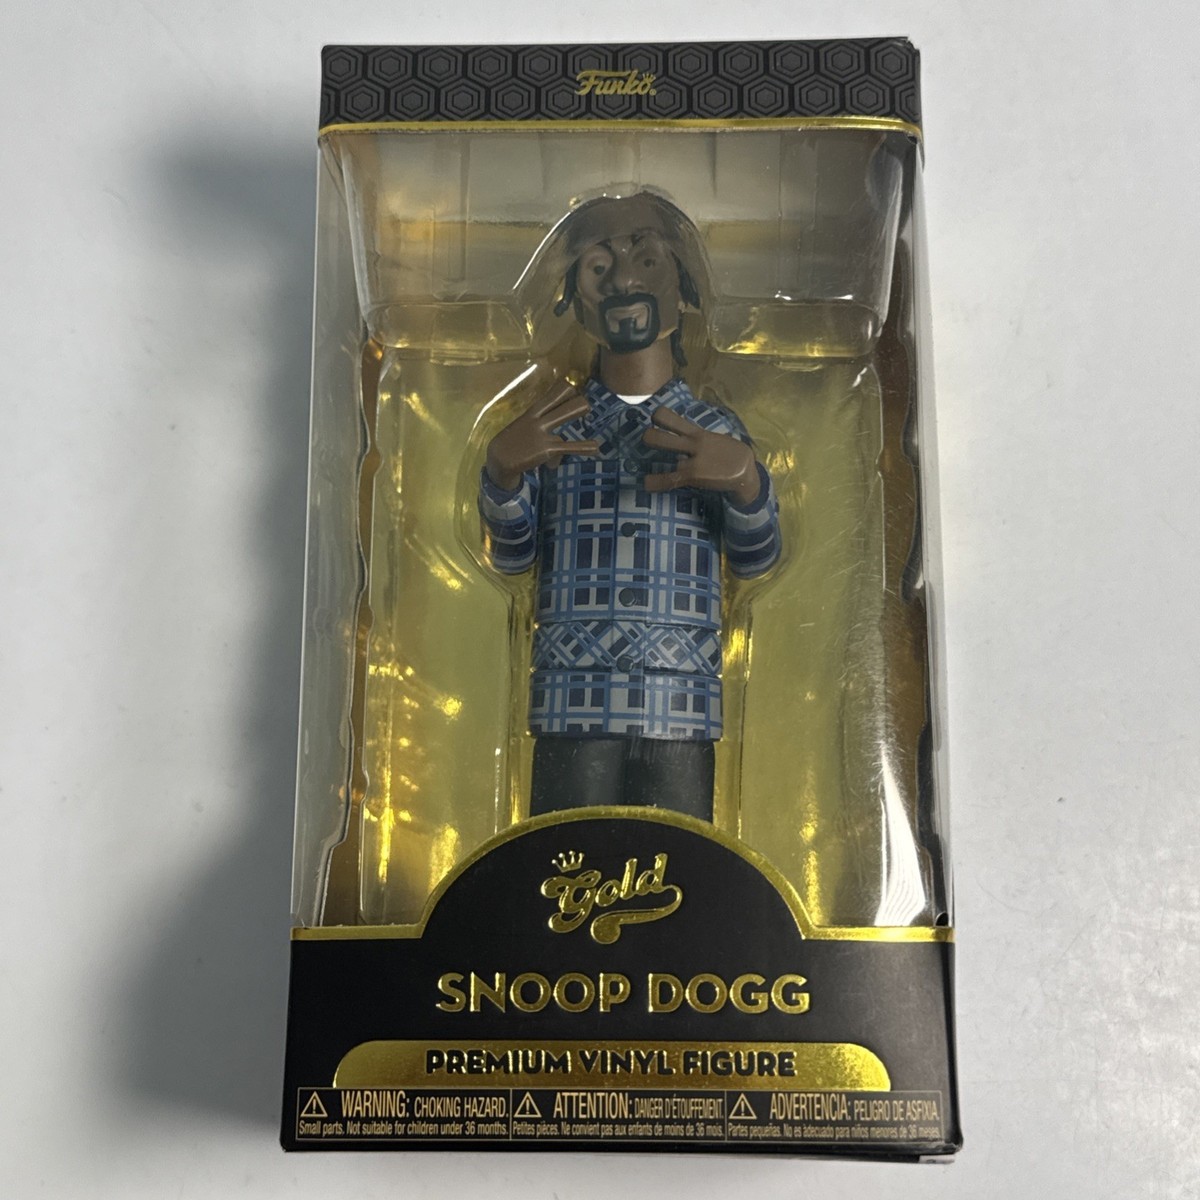 Funko®
Gold
SNOOP DOGG
PREMIUM VINYL FIGURE
⚠ WARNING: CHOKING HAZARD.
Small parts. Not suitable for children under 36 months.
⚠ ATTENTION: DANGER D'ÉTOUFFEMENT.
Petites pièces. Ne convient pas aux enfants de moins de 36 mois.
⚠ ADVERTENCIA: PELIGRO DE ASFIXIA.
Partes pequeñas. No es adecuado para niños menores de 36 meses.